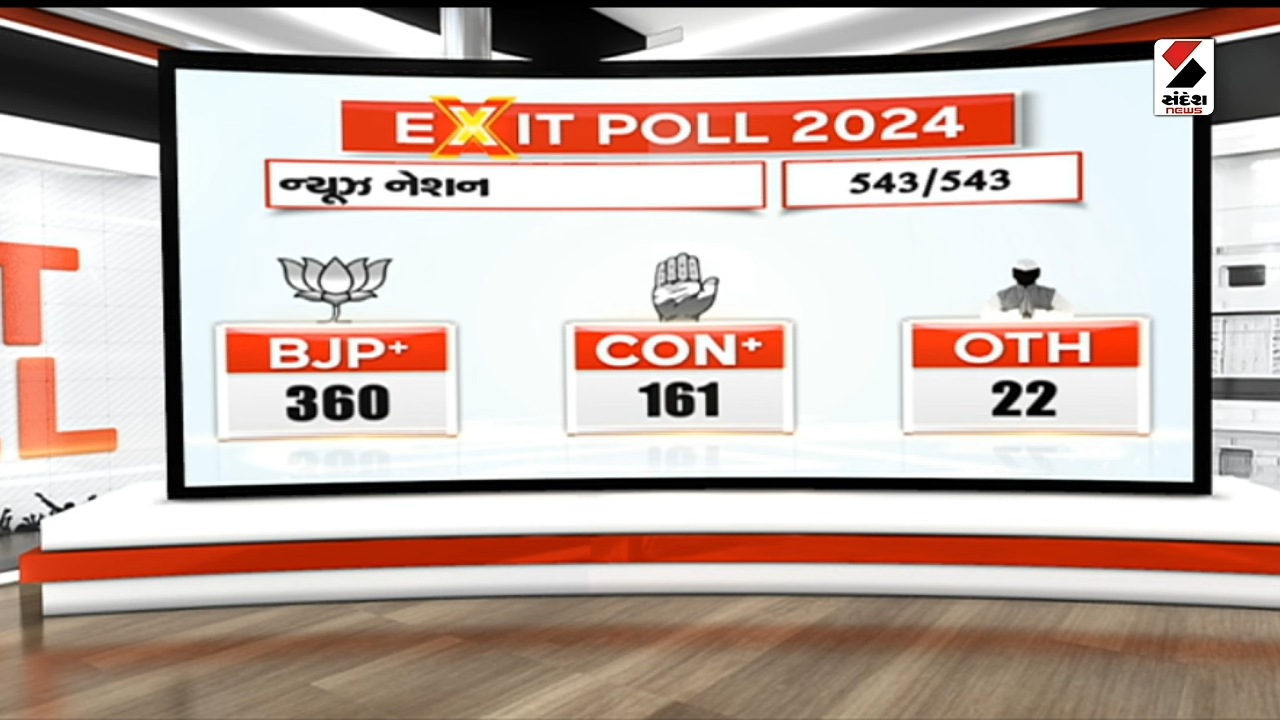 સંદેશ
NEWS
EXIT POLL 2024
ન્યૂઝ નેશન
543/543
BJP+
CON+
OTH
360
161
22
T
L